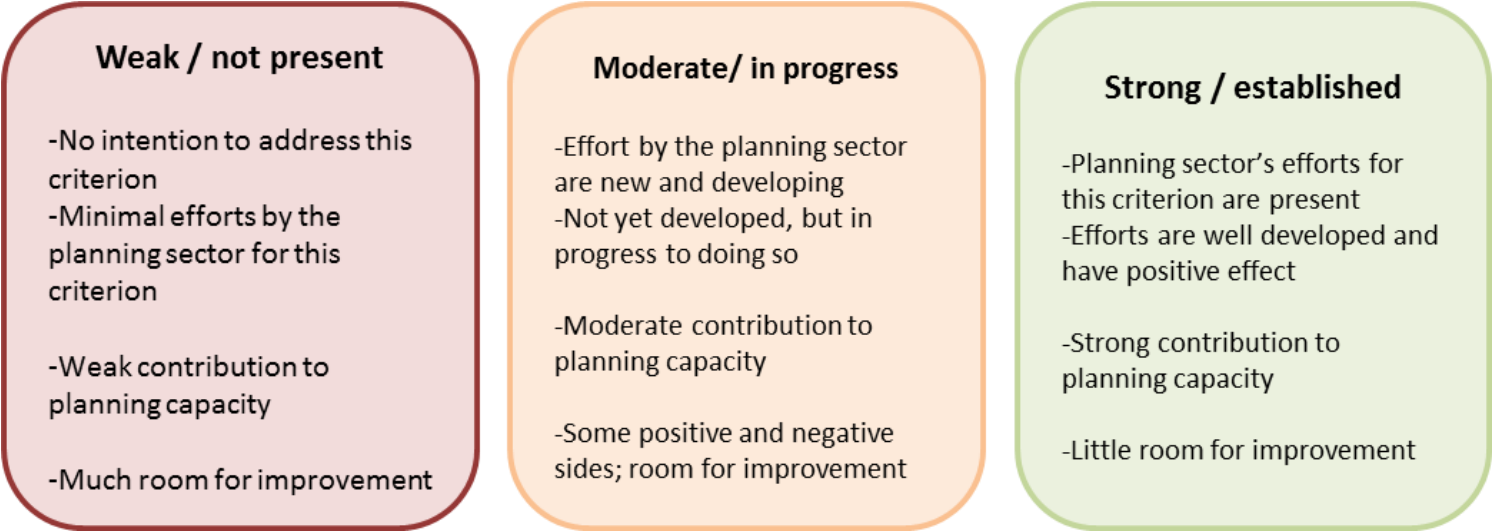 Weak / not present
-No intention to address this
criterion
-Minimal efforts by the
planning sector for this
criterion
-Weak contribution to
planning capacity
-Much room for improvement
Moderate/ in progress
-Effort by the planning sector
are new and developing
-Not yet developed, but in
progress to doing so
-Moderate contribution to
planning capacity
-Some positive and negative
sides; room for improvement
Strong / established
-Planning sector’s efforts for
this criterion are present
-Efforts are well developed and
have positive effect
-Strong contribution to
planning capacity
-Little room for improvement